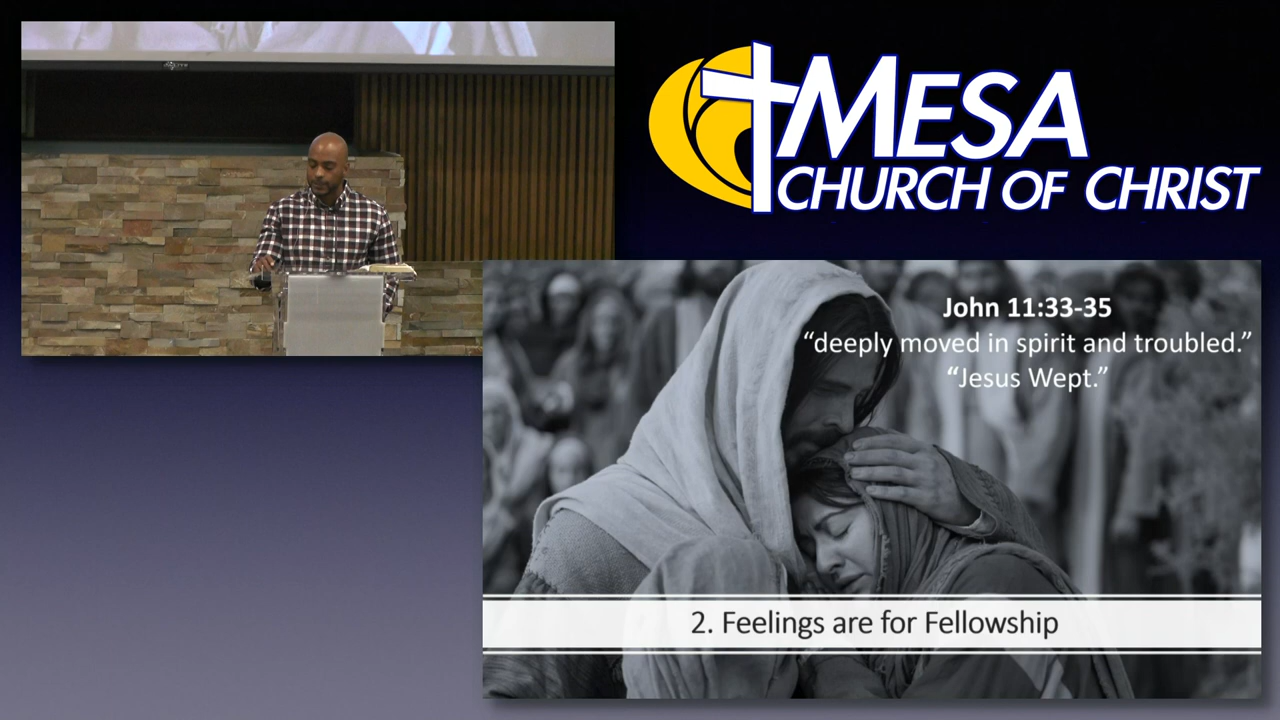 MESA
CHURCH OF CHRIST
John 11:33-35
“deeply moved in spirit and troubled.”
“Jesus Wept.”
2. Feelings are for Fellowship